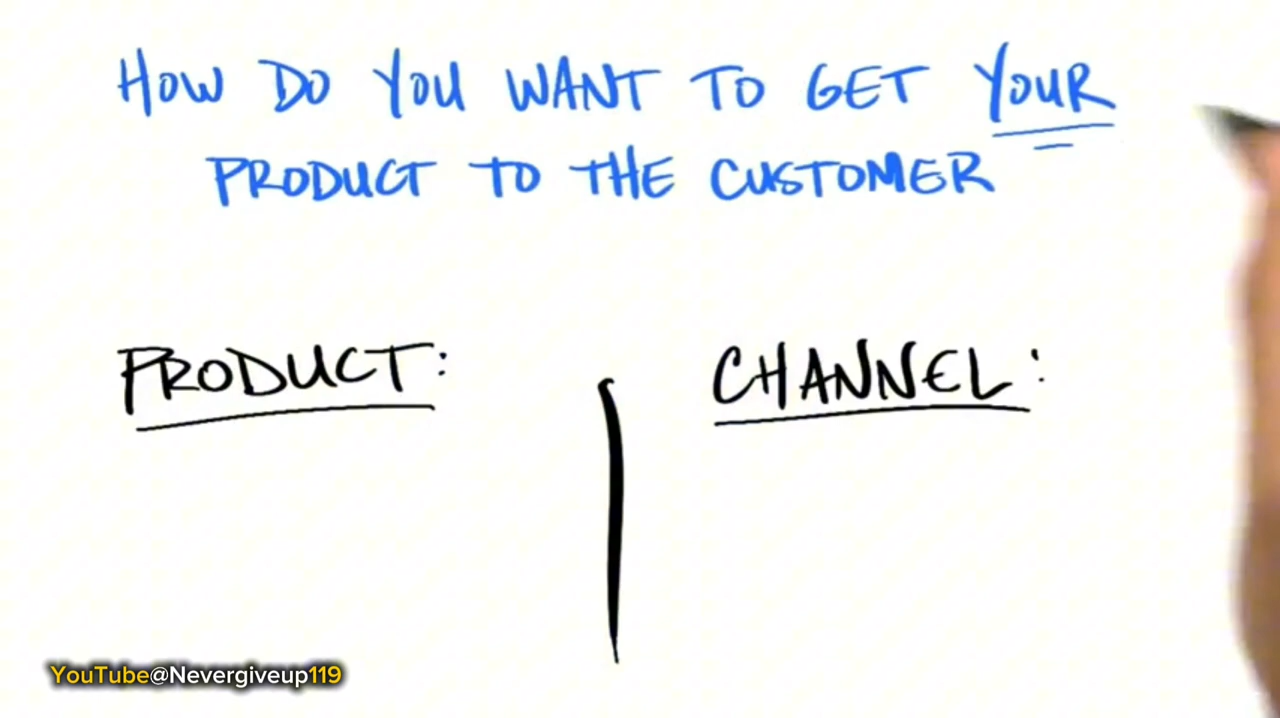 HOW DO YOU WANT TO GET YOUR
PRODUCT TO THE CUSTOMER
PRODUCT:
CHANNEL:
YouTube@Nevergiveup119